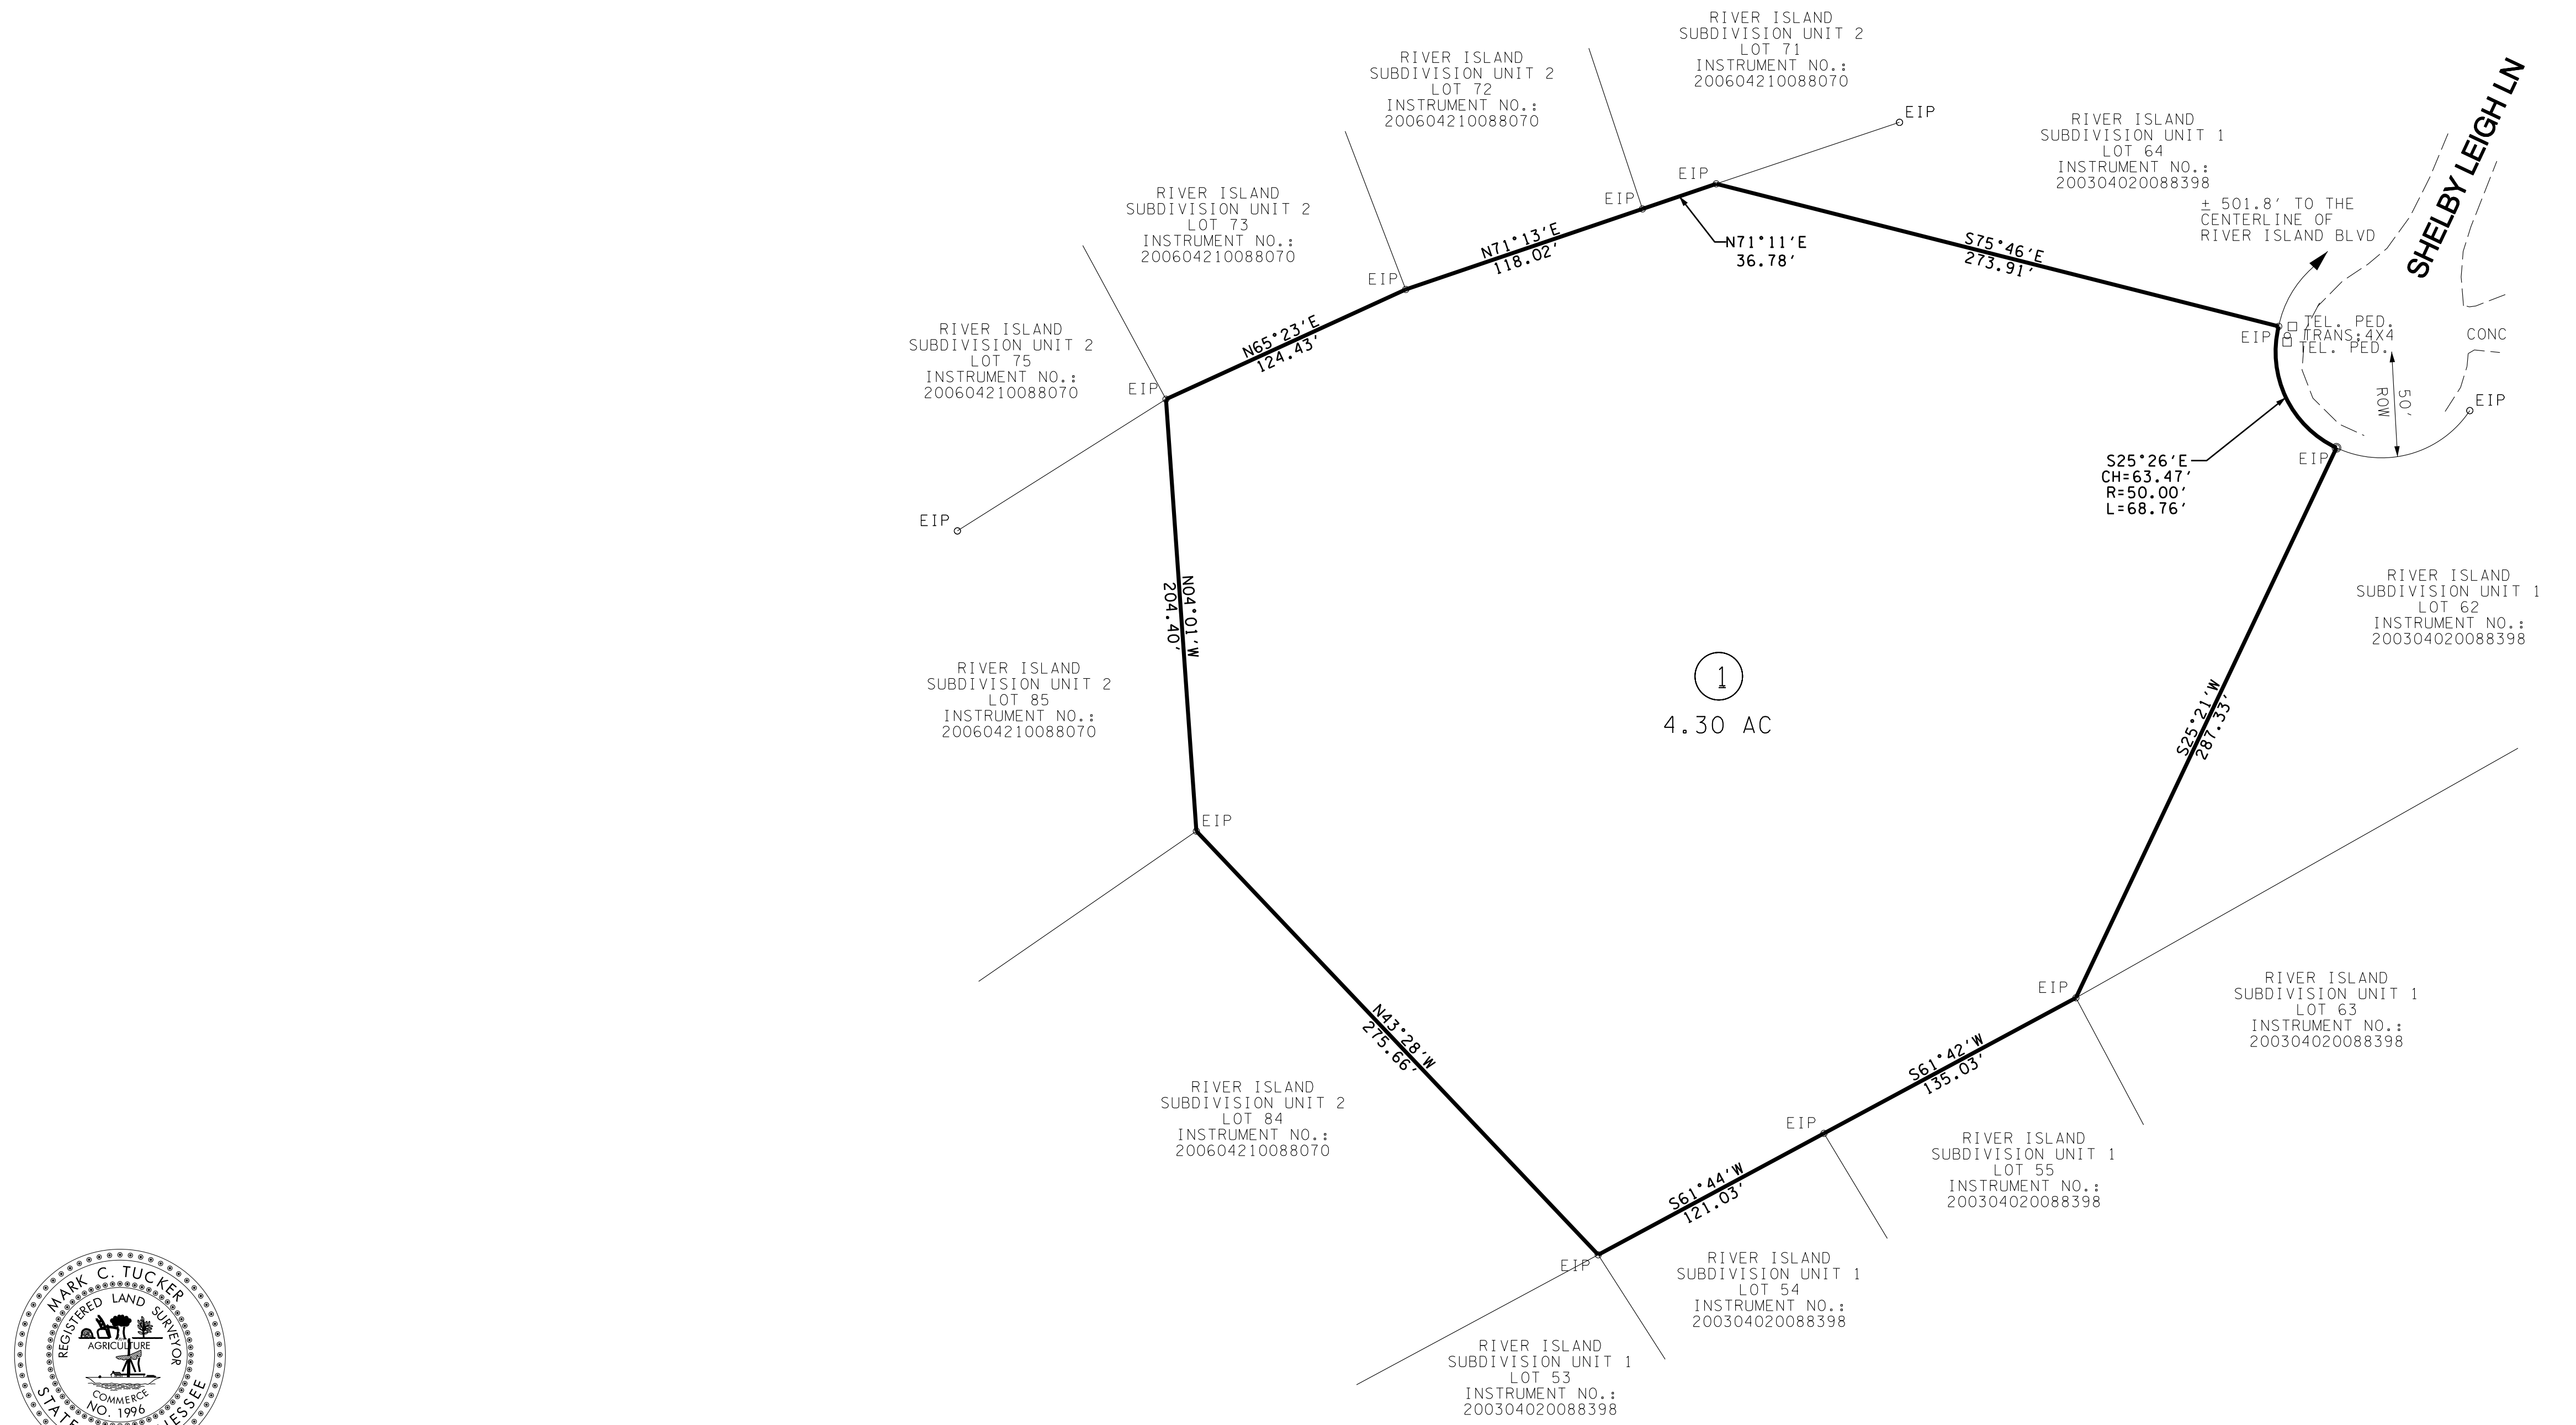 RIVER ISLAND
SUBDIVISION UNIT 2
LOT 71
INSTRUMENT NO.:
200604210088070
RIVER ISLAND
SUBDIVISION UNIT 2
LOT 72
INSTRUMENT NO.:
200604210088070
EIP
RIVER ISLAND
SUBDIVISION UNIT 1
LOT 64
INSTRUMENT NO.:
200304020088398
SHELBY LEIGH LN
± 501.8' TO THE
CENTERLINE OF
RIVER ISLAND BLVD
RIVER ISLAND
SUBDIVISION UNIT 2
LOT 73
INSTRUMENT NO.:
200604210088070
EIP
EIP
EIP
N71°13'E
118.02'
N71°11'E
36.78'
S75°46'E
273.91'
TEL. PED.
TRANS:4X4
TEL. PED.
EIP
CONC
50'
ROW
EIP
RIVER ISLAND
SUBDIVISION UNIT 2
LOT 75
INSTRUMENT NO.:
200604210088070
N65°23'E
124.43'
EIP
S25°26'E
CH=63.47'
R=50.00'
L=68.76'
EIP
EIP
N04°01'W
204.40'
RIVER ISLAND
SUBDIVISION UNIT 1
LOT 62
INSTRUMENT NO.:
200304020088398
RIVER ISLAND
SUBDIVISION UNIT 2
LOT 85
INSTRUMENT NO.:
200604210088070
1
4.30 AC
S25°21'W
287.33'
EIP
EIP
RIVER ISLAND
SUBDIVISION UNIT 1
LOT 63
INSTRUMENT NO.:
200304020088398
N43°28'W
275.66'
S61°42'W
135.03'
RIVER ISLAND
SUBDIVISION UNIT 2
LOT 84
INSTRUMENT NO.:
200604210088070
EIP
RIVER ISLAND
SUBDIVISION UNIT 1
LOT 55
INSTRUMENT NO.:
200304020088398
S61°44'W
121.03'
EIP
RIVER ISLAND
SUBDIVISION UNIT 1
LOT 54
INSTRUMENT NO.:
200304020088398
RIVER ISLAND
SUBDIVISION UNIT 1
LOT 53
INSTRUMENT NO.:
200304020088398
MARK C. TUCKER
REGISTERED LAND SURVEYOR
AGRICULTURE
COMMERCE
NO. 1996